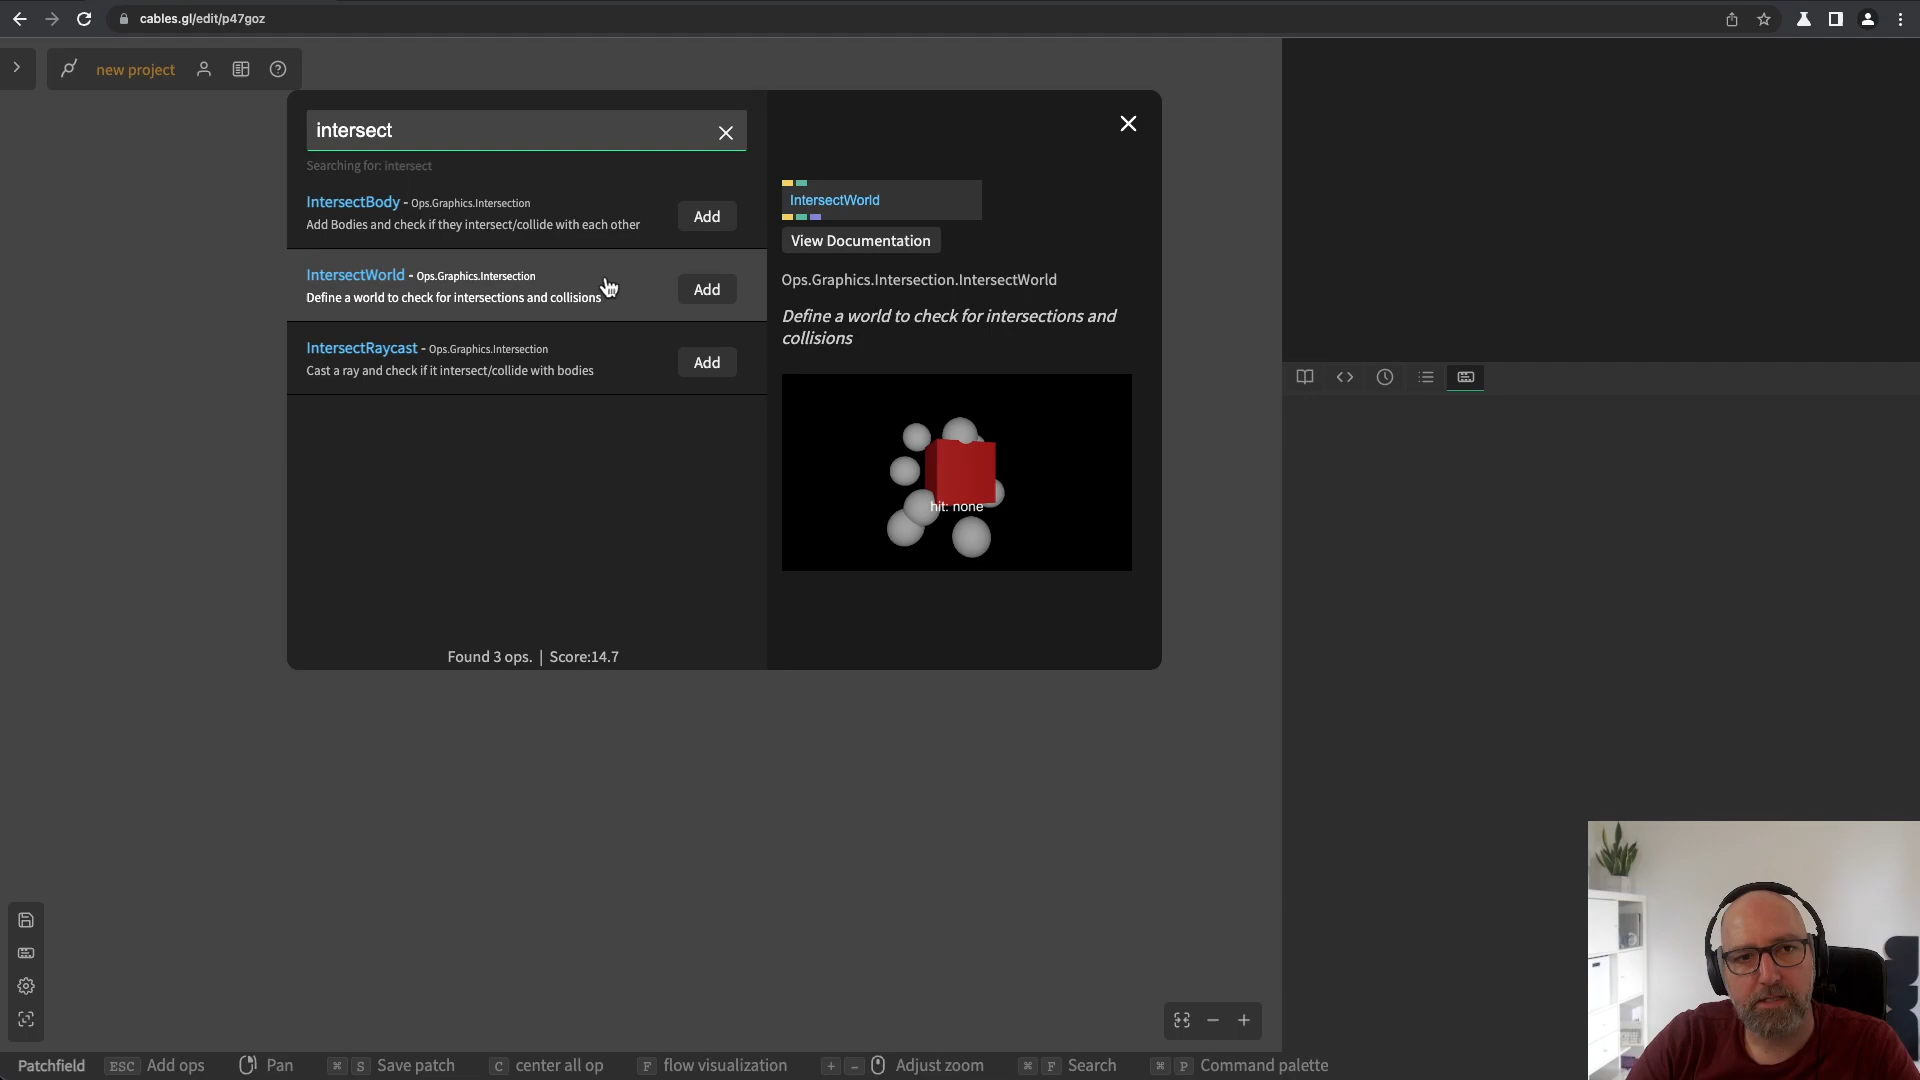 cables.gl/edit/p47goz
new project
intersect
Searching for: intersect
IntersectBody - Ops.Graphics.Intersection
Add Bodies and check if they intersect/collide with each other
Add
IntersectWorld - Ops.Graphics.Intersection
Define a world to check for intersections and collisions
Add
IntersectRaycast - Ops.Graphics.Intersection
Cast a ray and check if it intersect/collide with bodies
Add
Found 3 ops. | Score:14.7
IntersectWorld
View Documentation
Ops.Graphics.Intersection.IntersectWorld
Define a world to check for intersections and
collisions
hit: none
Patchfield ESC Add ops Pan ⌘ S Save patch C center all op F flow visualization + - Adjust zoom ⌘ F Search ⌘ P Command palette